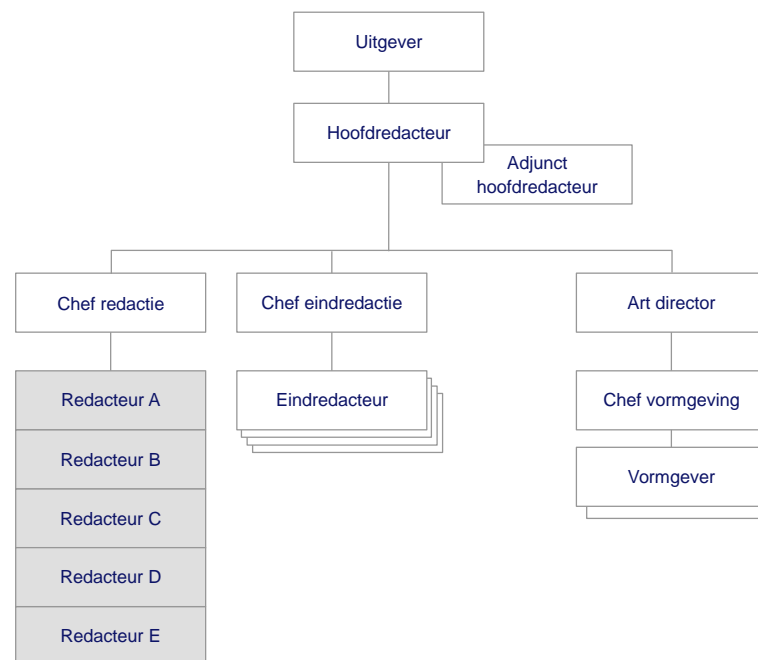 Uitgever
Hoofdredacteur
Adjunct
hoofdredacteur
Chef redactie
Chef eindredactie
Art director
Redacteur A
Eindredacteur
Chef vormgeving
Redacteur B
Vormgever
Redacteur C
Redacteur D
Redacteur E